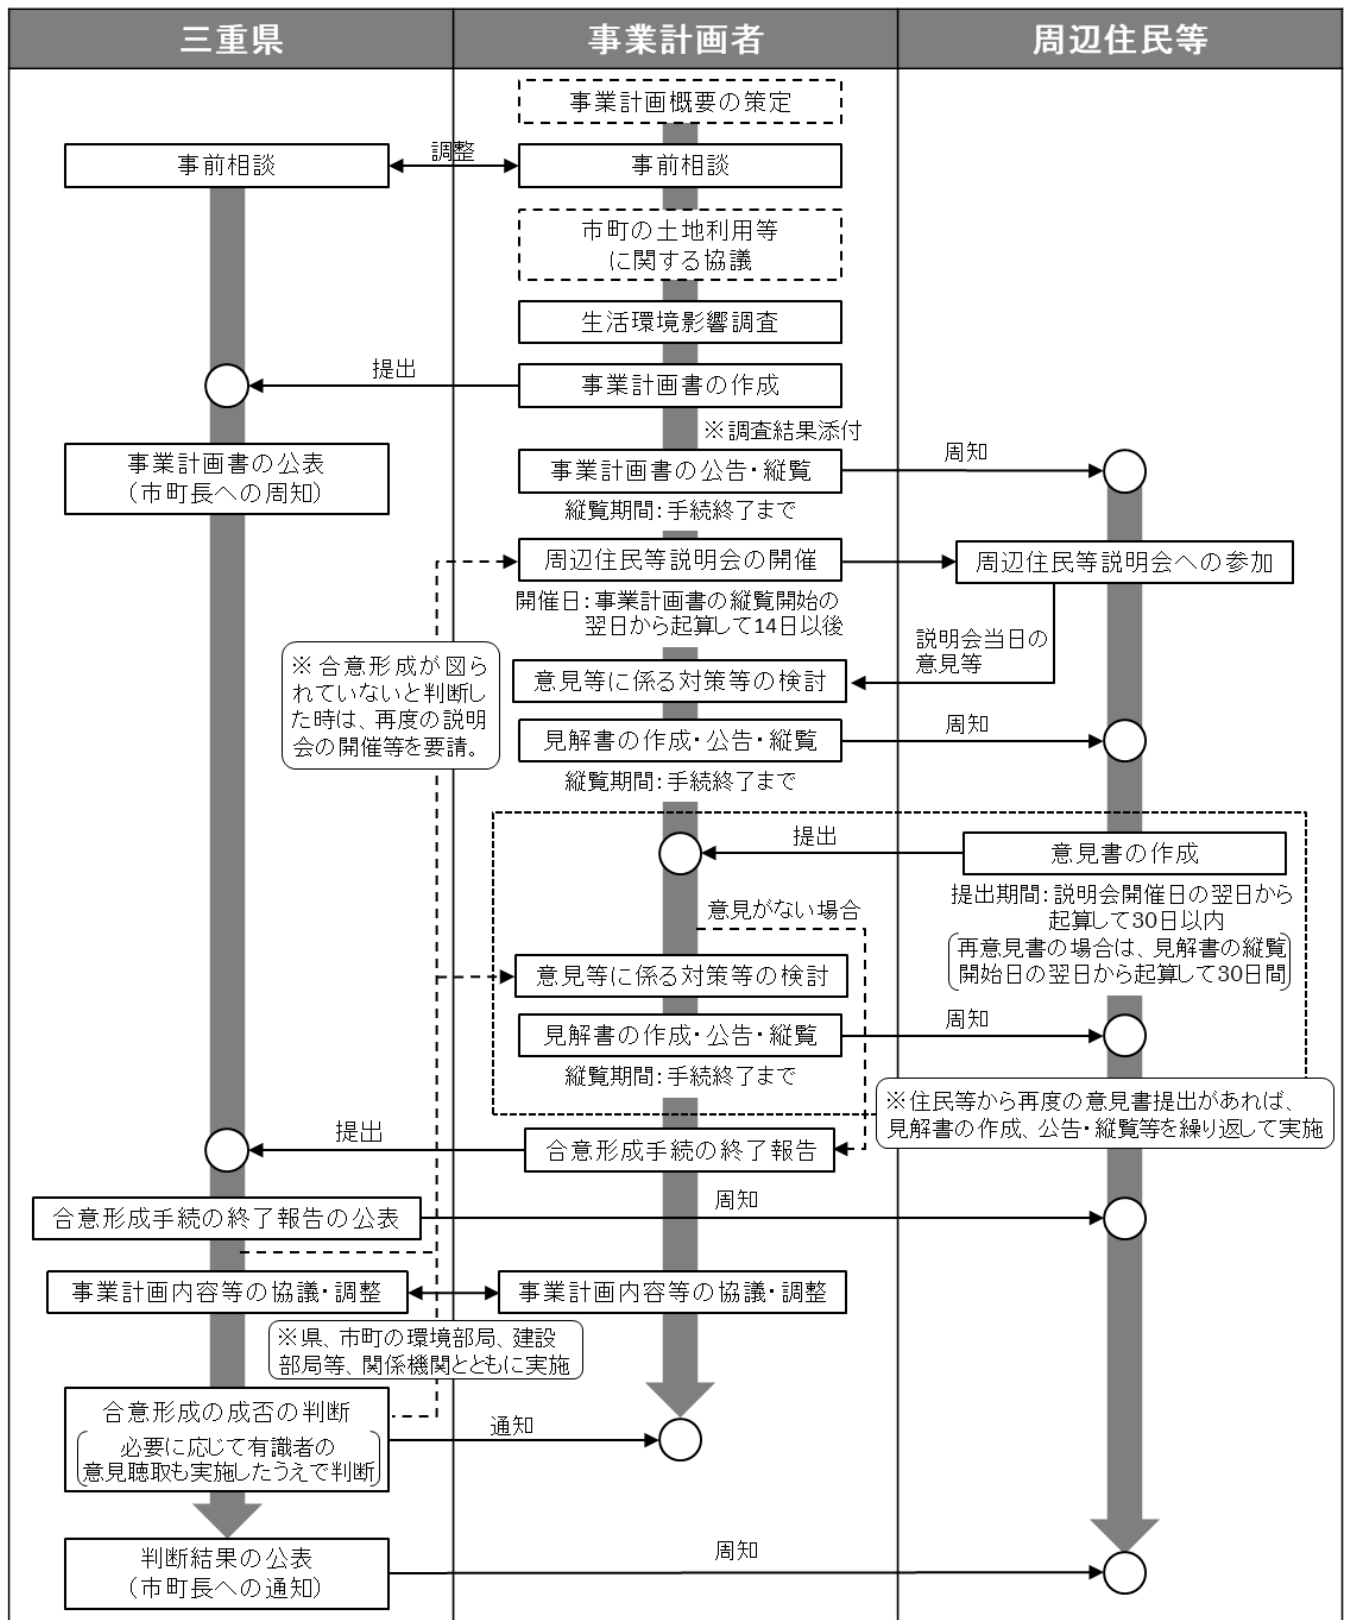 三重県
事業計画者
周辺住民等
事業計画概要の策定
事前相談
調整
事前相談
市町の土地利用等
に関する協議
生活環境影響調査
提出
事業計画書の作成
※調査結果添付
事業計画書の公表
（市町長への周知）
事業計画書の公告・縦覧
周知
縦覧期間：手続終了まで
周辺住民等説明会の開催
周辺住民等説明会への参加
開催日：事業計画書の縦覧開始の
翌日から起算して14日以後
説明会当日の
意見等
※合意形成が図ら
れていないと判断し
た時は、再度の説明
会の開催等を要請。
意見等に係る対策等の検討
見解書の作成・公告・縦覧
周知
縦覧期間：手続終了まで
提出
意見書の作成
提出期間：説明会開催日の翌日から
起算して30日以内
再意見書の場合は、見解書の縦覧
開始日の翌日から起算して30日間
意見がない場合
意見等に係る対策等の検討
見解書の作成・公告・縦覧
周知
縦覧期間：手続終了まで
※住民等から再度の意見書提出があれば、
見解書の作成、公告・縦覧等を繰り返して実施
提出
合意形成手続の終了報告
合意形成手続の終了報告の公表
周知
事業計画内容等の協議・調整
事業計画内容等の協議・調整
※県、市町の環境部局、建設
部局等、関係機関とともに実施
合意形成の成否の判断
必要に応じて有識者の
意見聴取も実施したうえで判断
通知
判断結果の公表
（市町長への通知）
周知